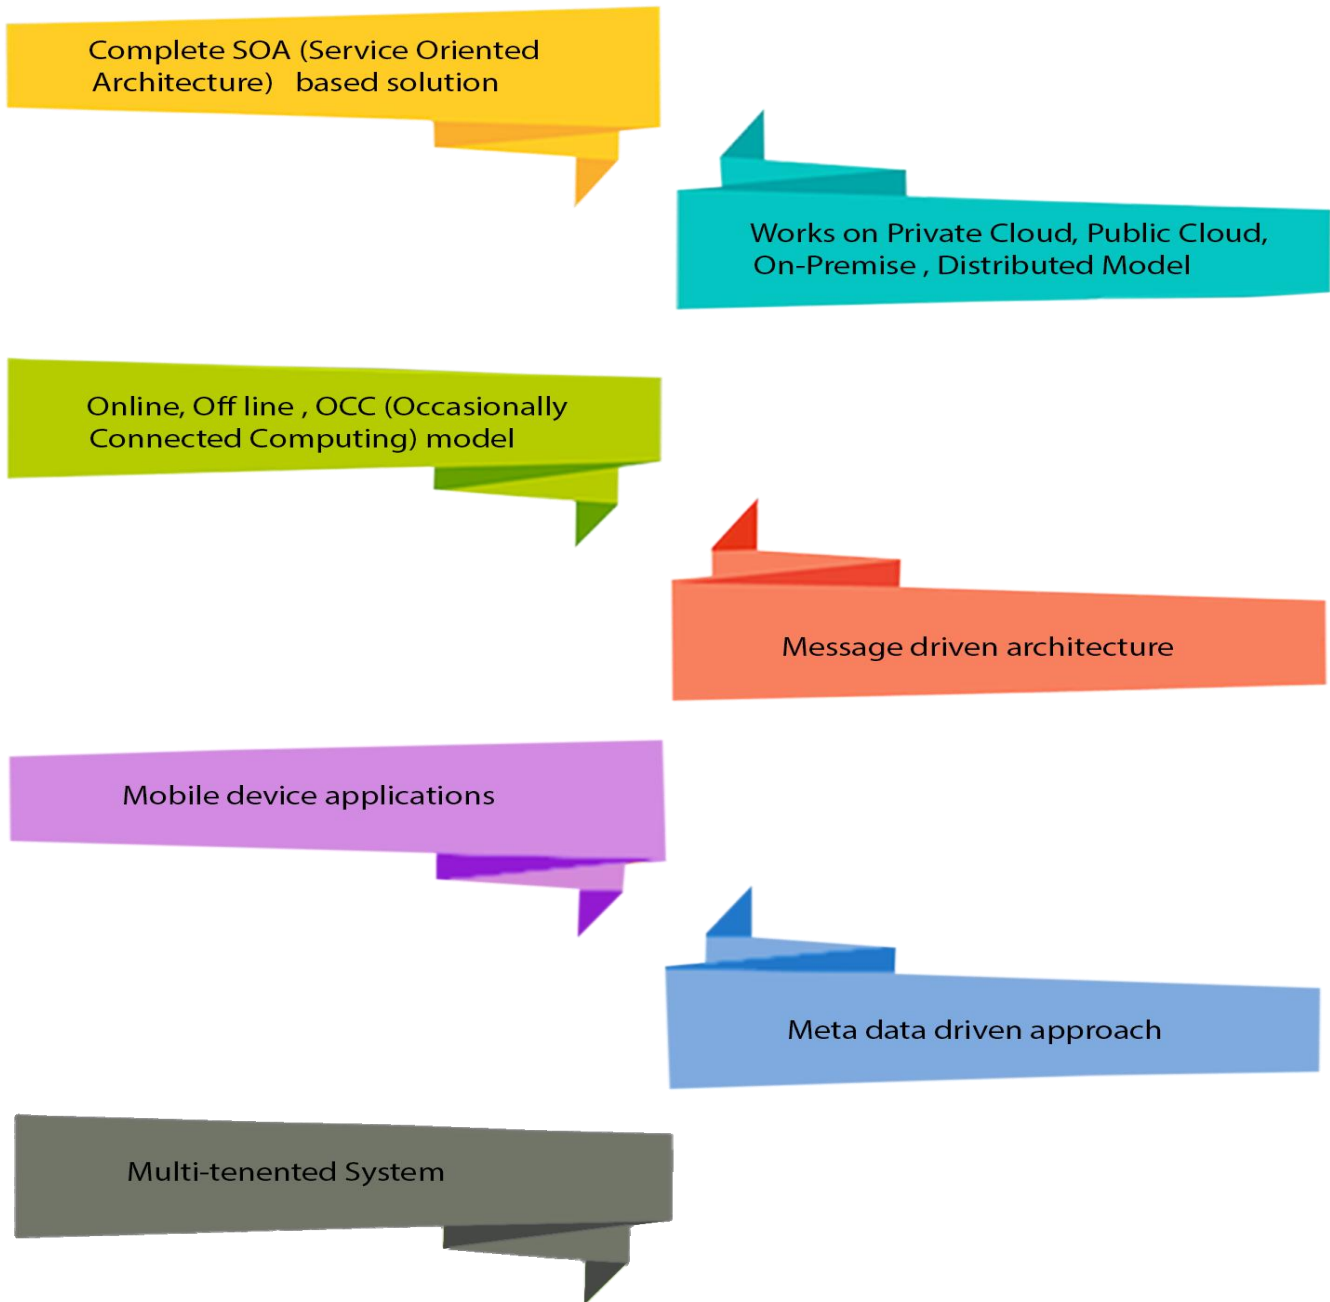 Complete SOA (Service Oriented
Architecture) based solution
Works on Private Cloud, Public Cloud,
On-Premise , Distributed Model
Online, Off line , OCC (Occasionally
Connected Computing) model
Message driven architecture
Mobile device applications
Meta data driven approach
Multi-tenented System